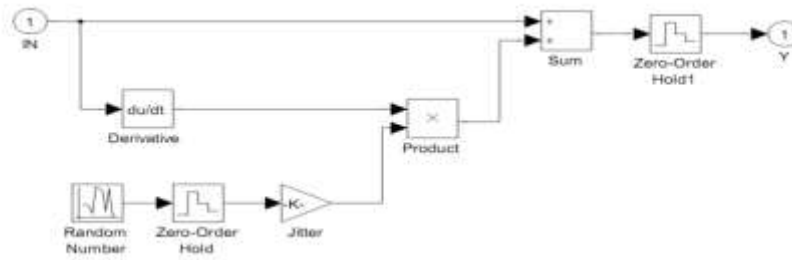 1
IN
+
+
Sum
Zero-Order
Hold1
1
Y
du/dt
Derivative
×
Product
Random
Number
Zero-Order
Hold
-K-
Jitter